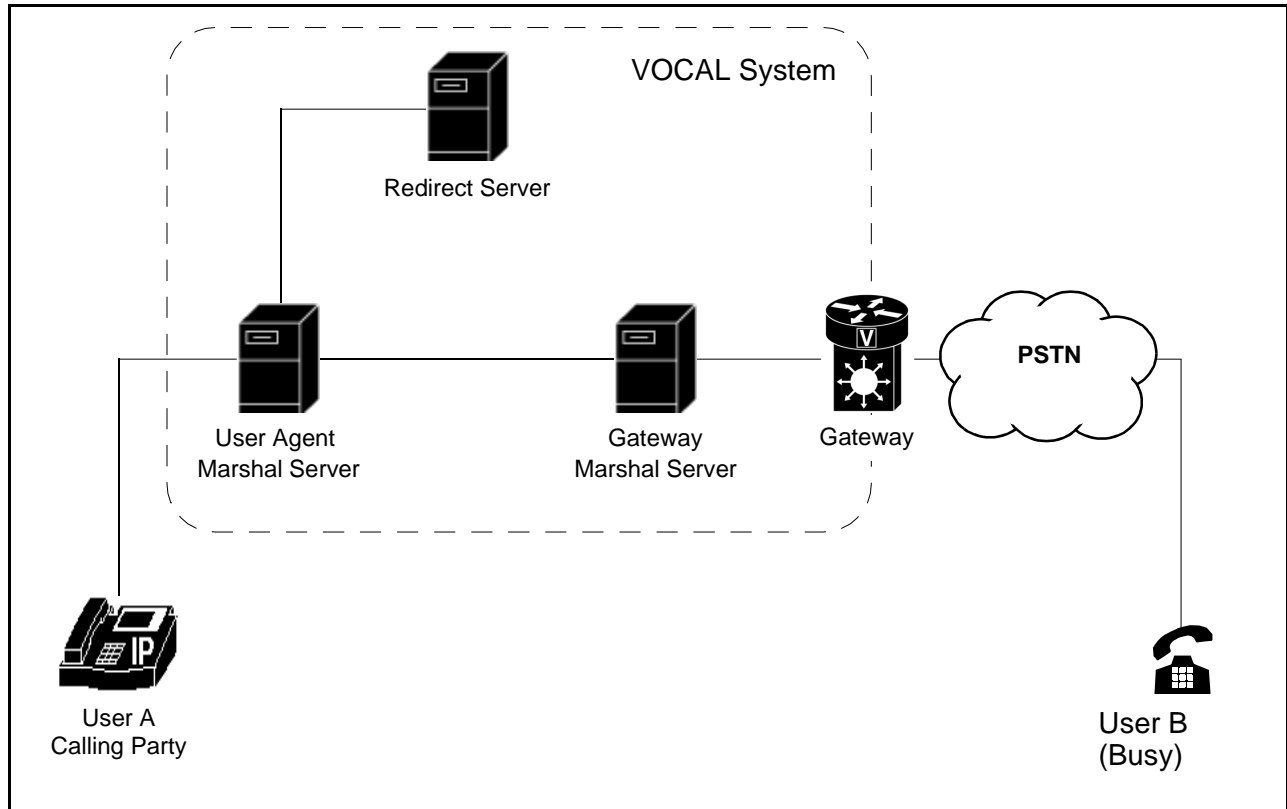 VOCAL System
Redirect Server
User Agent
Marshal Server
Gateway
Marshal Server
V
Gateway
PSTN
IP
User A
Calling Party
User B
(Busy)